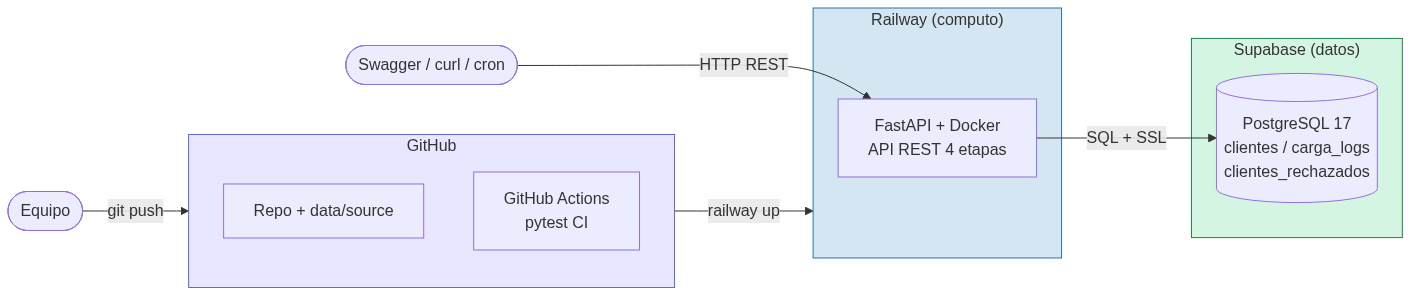 Equipo
git push
GitHub
Repo + data/source
GitHub Actions
pytest CI
railway up
Swagger / curl / cron
HTTP REST
Railway (computo)
FastAPI + Docker
API REST 4 etapas
SQL + SSL
Supabase (datos)
PostgreSQL 17
clientes / carga_logs
clientes_rechazados